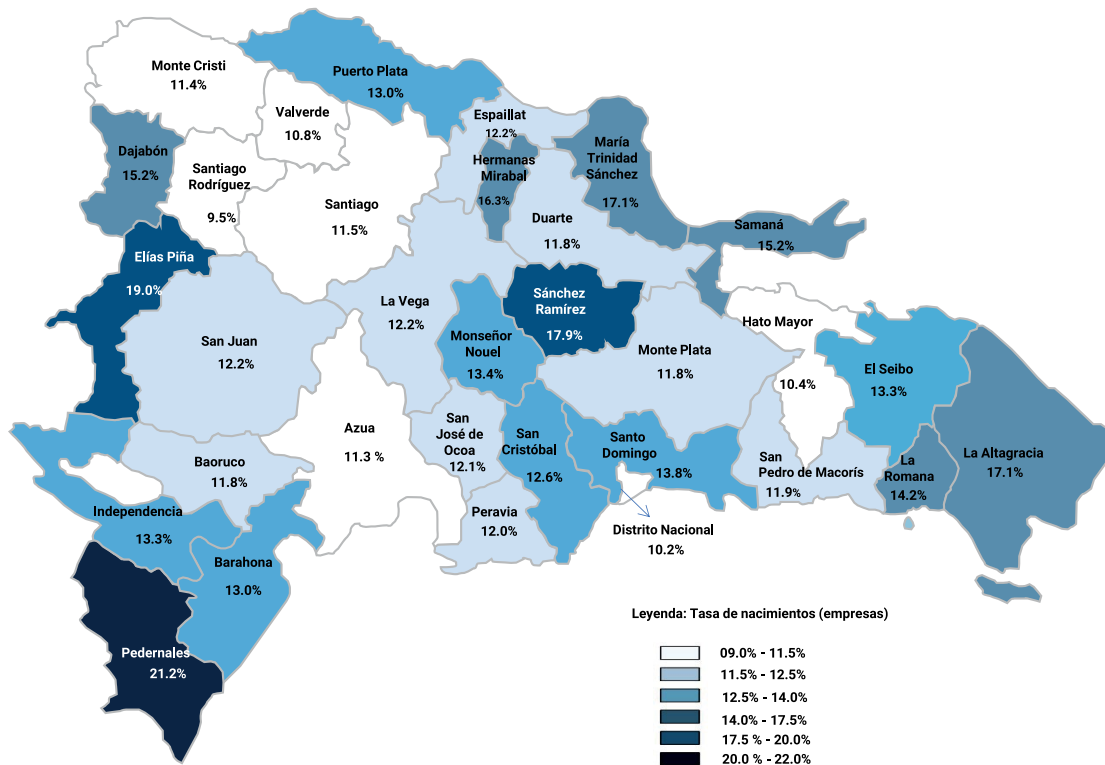 Monte Cristi
11.4%
Puerto Plata
13.0%
Valverde
10.8%
Espaillat
12.2%
Dajabón
15.2%
Santiago
Rodríguez
9.5%
Hermanas
Mirabal
16.3%
María
Trinidad
Sánchez
17.1%
Santiago
11.5%
Duarte
11.8%
Samaná
15.2%
Elías Piña
19.0%
La Vega
12.2%
Sánchez
Ramírez
17.9%
Hato Mayor
10.4%
San Juan
12.2%
Monseñor
Nouel
13.4%
Monte Plata
11.8%
El Seibo
13.3%
Azua
11.3 %
San
José de
Ocoa
12.1%
San
Cristóbal
12.6%
Santo
Domingo
13.8%
San
Pedro de Macorís
11.9%
La
Romana
14.2%
La Altagracia
17.1%
Baoruco
11.8%
Independencia
13.3%
Peravia
12.0%
Distrito Nacional
10.2%
Barahona
13.0%
Pedernales
21.2%
Leyenda: Tasa de nacimientos (empresas)
09.0% - 11.5%
11.5% - 12.5%
12.5% - 14.0%
14.0% - 17.5%
17.5 % - 20.0%
20.0 % - 22.0%